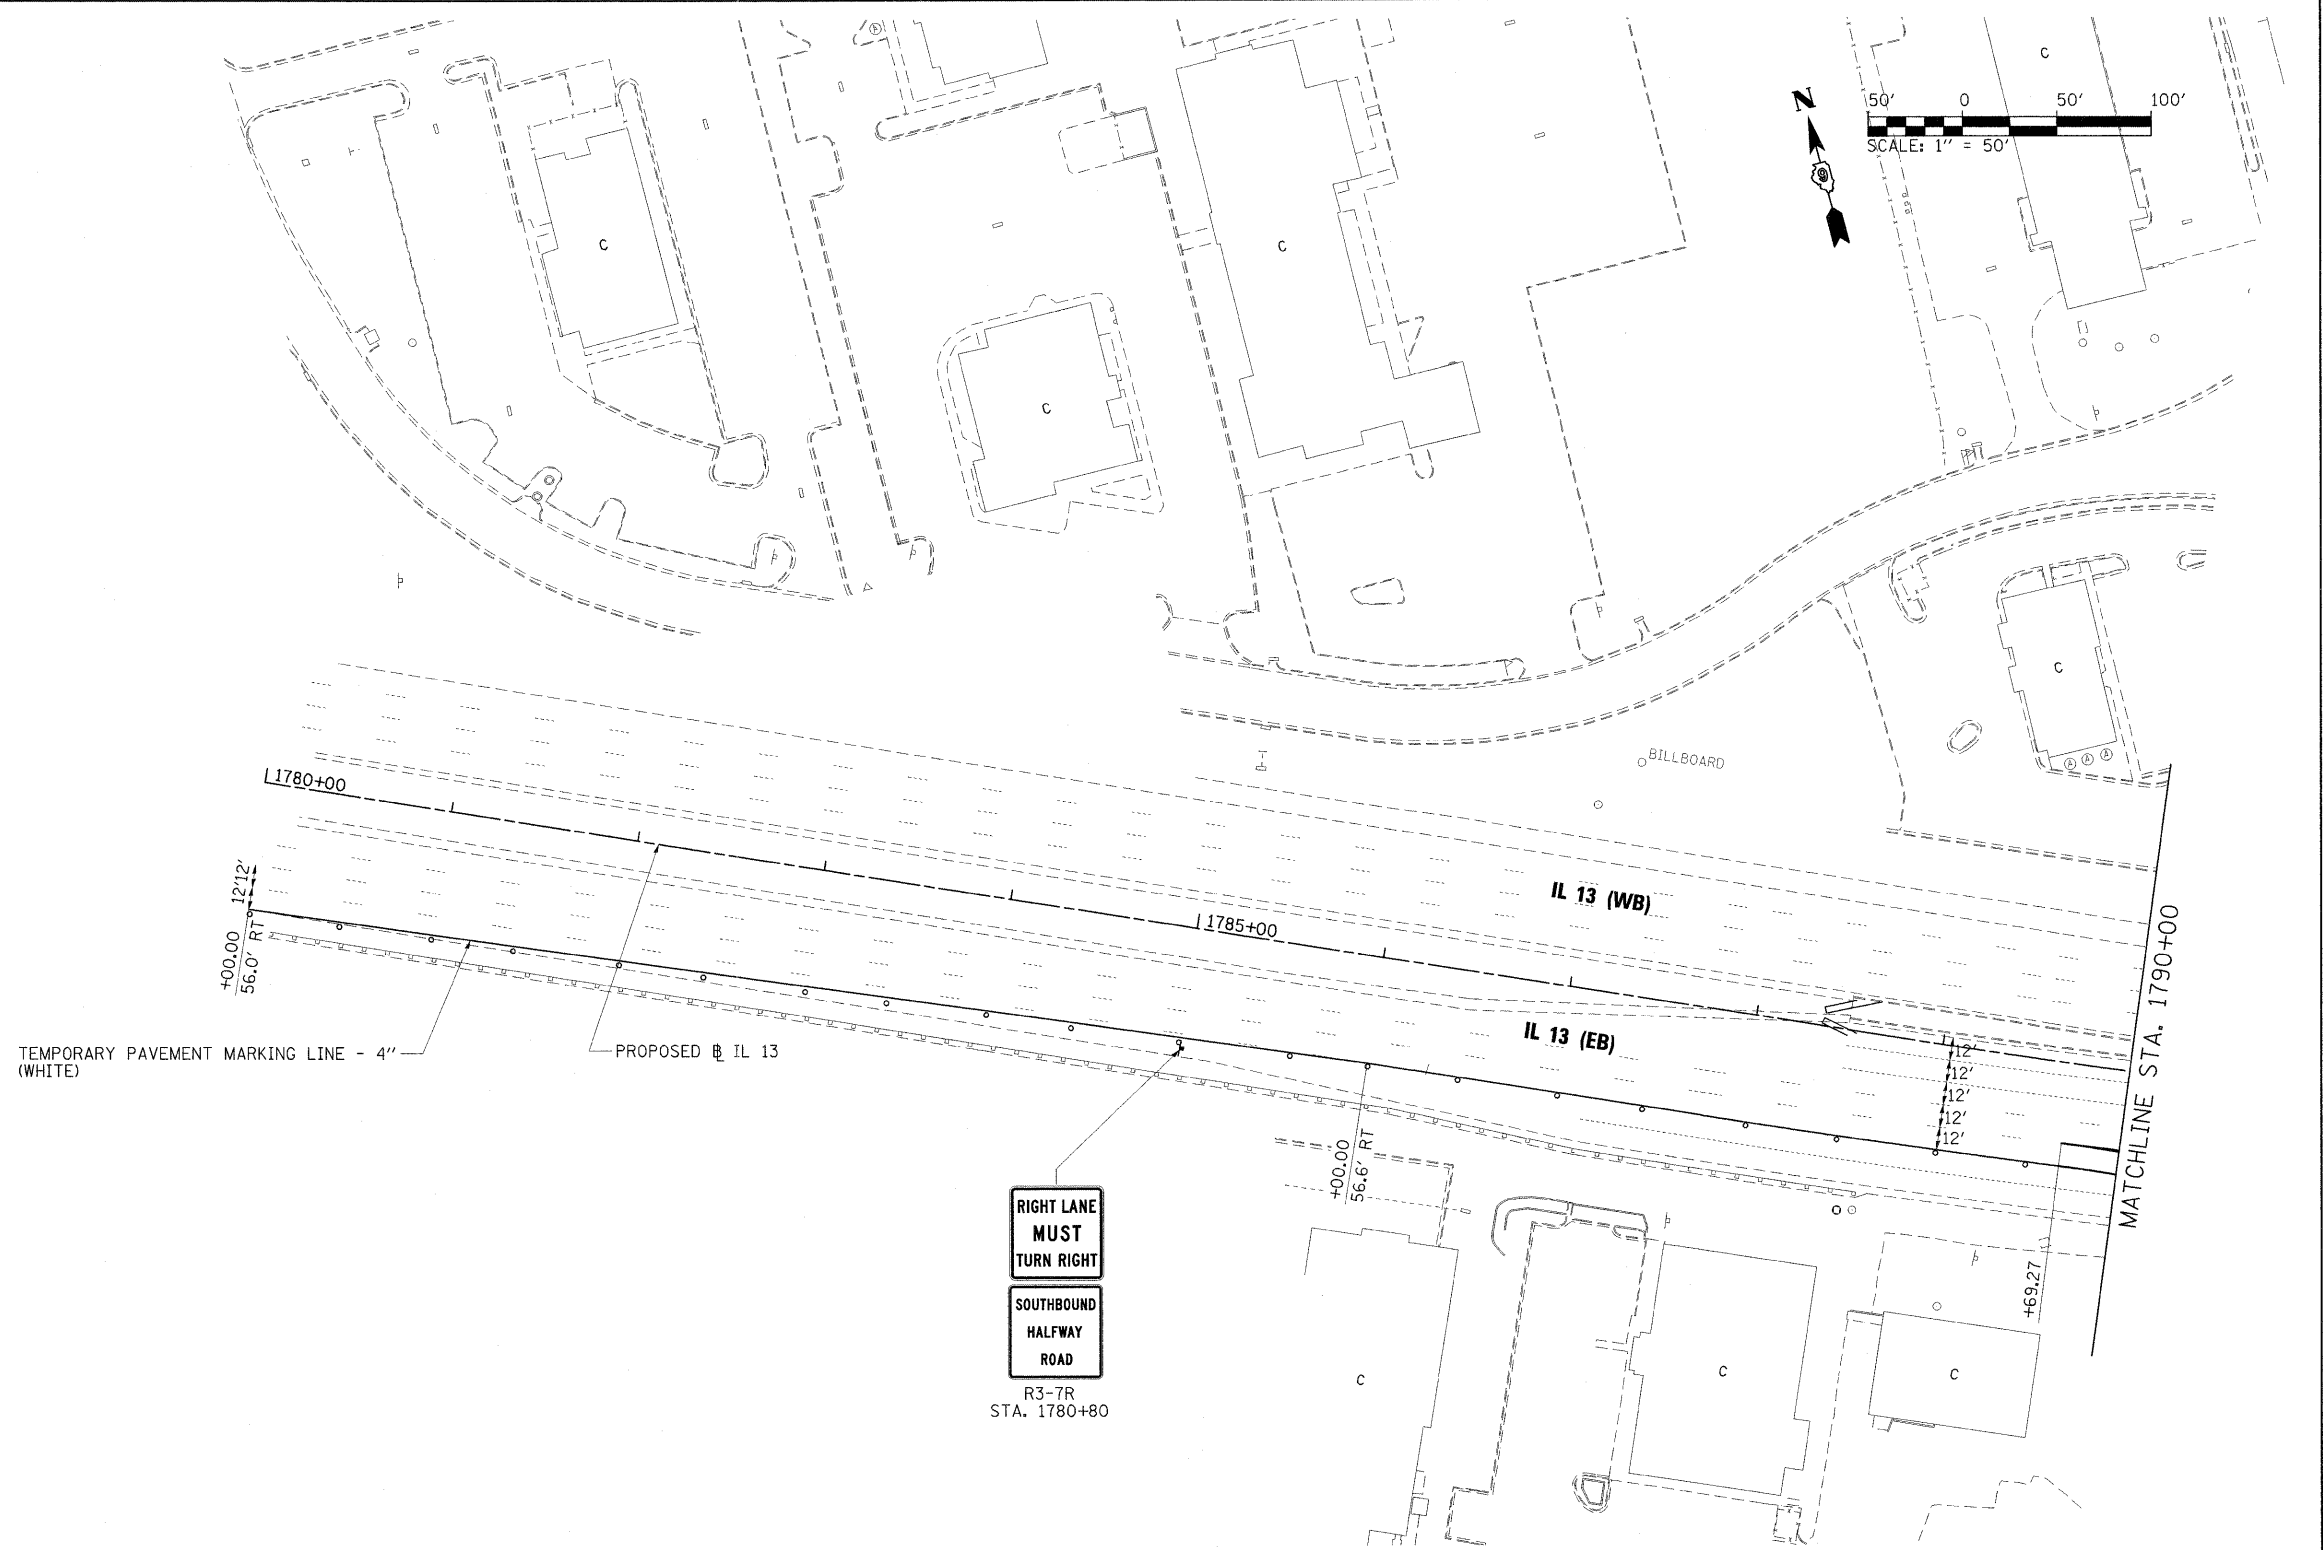 C
N
50' 0 50' 100'
SCALE: 1" = 50'
9
C
C
C
C
BILLBOARD
1780+00
12'12'
+00.00
56.0' RT
IL 13 (WB)
1785+00
IL 13 (EB)
12'
12'
12'
12'
12'
MATCHLINE STA. 1790+00
TEMPORARY PAVEMENT MARKING LINE - 4"
(WHITE)
PROPOSED ℄ IL 13
+00.00
56.6' RT
RIGHT LANE
MUST
TURN RIGHT
SOUTHBOUND
HALFWAY
ROAD
R3-7R
STA. 1780+80
+69.27
C
C
C